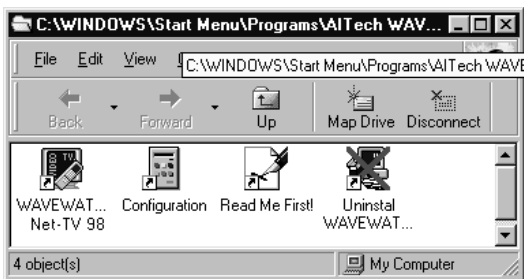 C:\WINDOWS\Start Menu\Programs\AITech WAV...
File Edit View
C:\WINDOWS\Start Menu\Programs\AITech WAVE
Back Forward Up Map Drive Disconnect
WAVEWAT... Configuration Read Me First! Uninstal
Net-TV 98 WAVEWAT...
4 object(s) My Computer